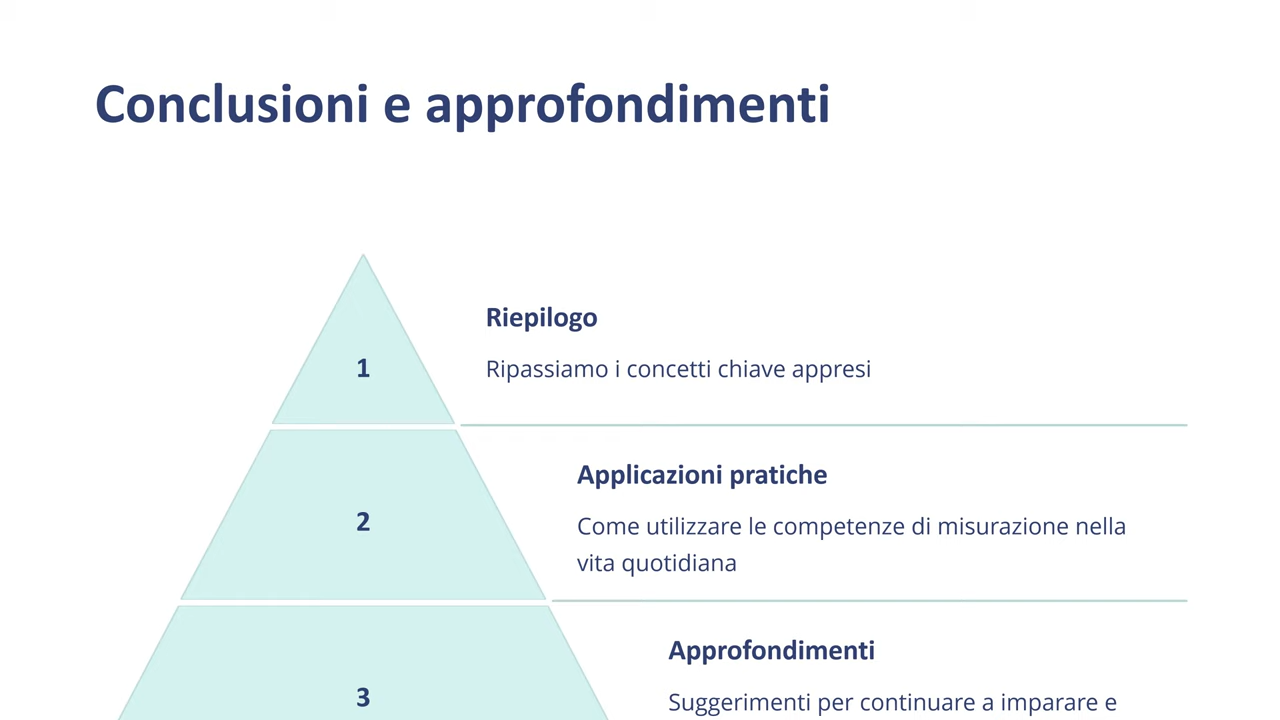 Conclusioni e approfondimenti
1
Riepilogo
Ripassiamo i concetti chiave appresi
2
Applicazioni pratiche
Come utilizzare le competenze di misurazione nella
vita quotidiana
3
Approfondimenti
Suggerimenti per continuare a imparare e